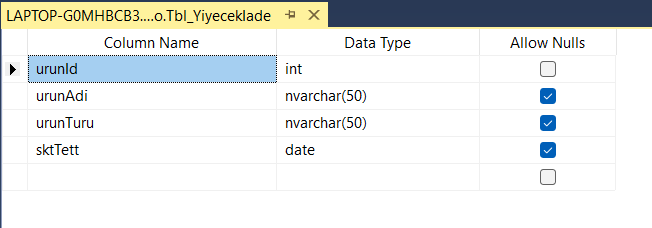 LAPTOP-G0MHBCB3....o.Tbl_Yiyeceklade
Column Name Data Type Allow Nulls
urunId int
urunAdi nvarchar(50)
urunTuru nvarchar(50)
sktTett date